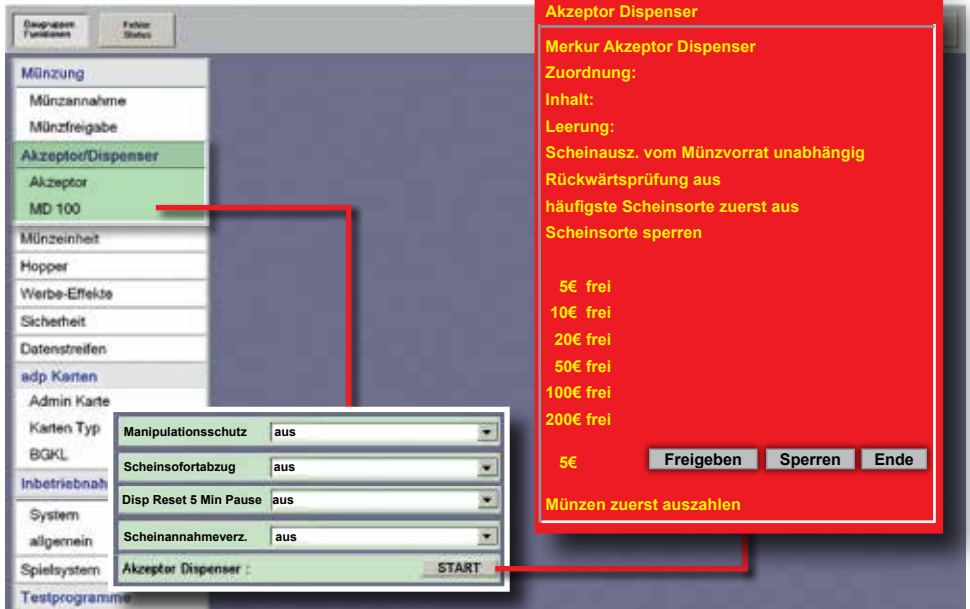 Baugruppen
Funktionen
Fehler
Status
Münzung
Münzannahme
Münzfreigabe
Akzeptor/Dispenser
Akzeptor
MD 100
Münzeinheit
Hopper
Werbe-Effekte
Sicherheit
Datenstreifen
adp Karten
Admin Karte
Karten Typ
BGKL
Inbetriebnah
System
allgemein
Spielsystem
Testprogramme
Manipulationsschutz aus
Scheinsofortabzug aus
Disp Reset 5 Min Pause aus
Scheinannahmeverz. aus
Akzeptor Dispenser : START
Akzeptor Dispenser
Merkur Akzeptor Dispenser
Zuordnung:
Inhalt:
Leerung:
Scheinausz. vom Münzvorrat unabhängig
Rückwärtsprüfung aus
häufigste Scheinsorte zuerst aus
Scheinsorte sperren
5€ frei
10€ frei
20€ frei
50€ frei
100€ frei
200€ frei
5€ Freigeben Sperren Ende
Münzen zuerst auszahlen